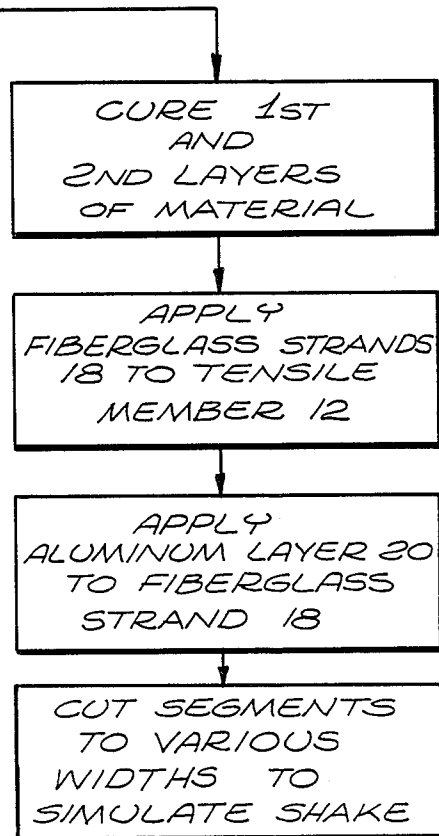 CURE 1ST
AND
2ND LAYERS
OF MATERIAL
APPLY
FIBERGLASS STRANDS
18 TO TENSILE
MEMBER 12
APPLY
ALUMINUM LAYER 20
TO FIBERGLASS
STRAND 18
CUT SEGMENTS
TO VARIOUS
WIDTHS TO
SIMULATE SHAKE